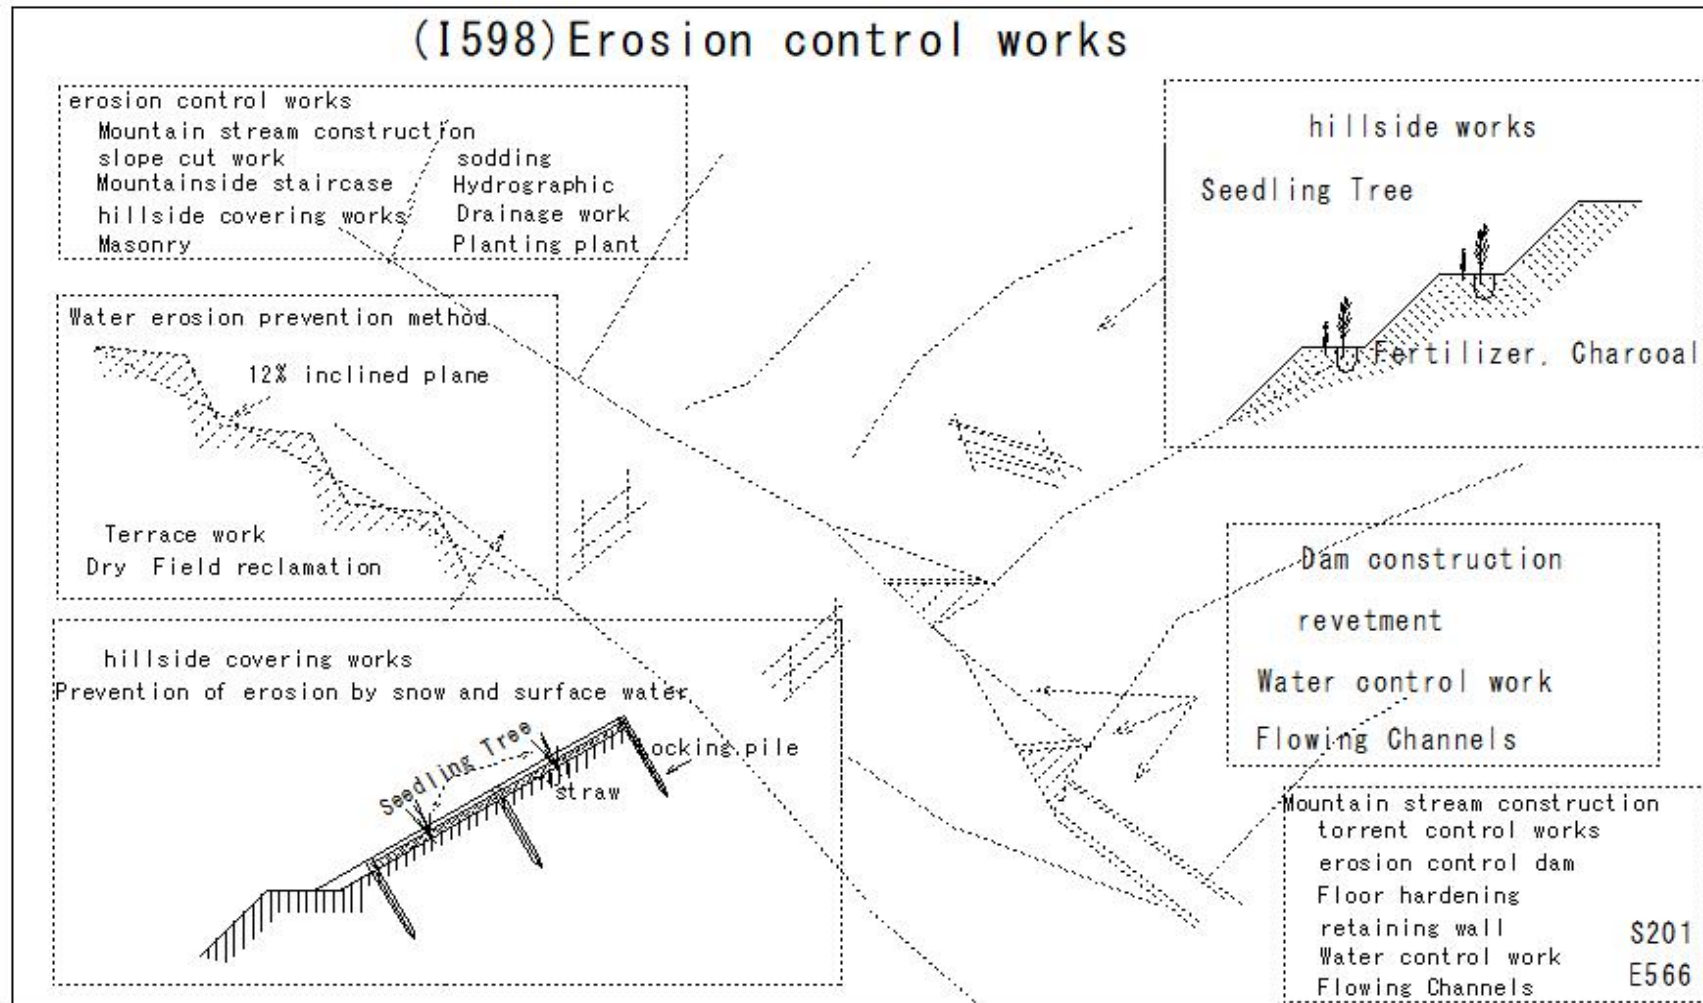 (I598)Erosion control works
erosion control works
Mountain stream construction
slope cut work
sodding
Mountainside staircase
Hydrographic
hillside covering works
Drainage work
Masonry
Planting plant
Water erosion prevention method
12% inclined plane
Terrace work
Dry Field reclamation
hillside covering works
Prevention of erosion by snow and surface water
Seedling Tree
ocking pile
straw
hillside works
Seedling Tree
Fertilizer, Charcoal
Dam construction
revetment
Water control work
Flowing Channels
Mountain stream construction
torrent control works
erosion control dam
Floor hardening
retaining wall
Water control work
Flowing Channels
S201
E566